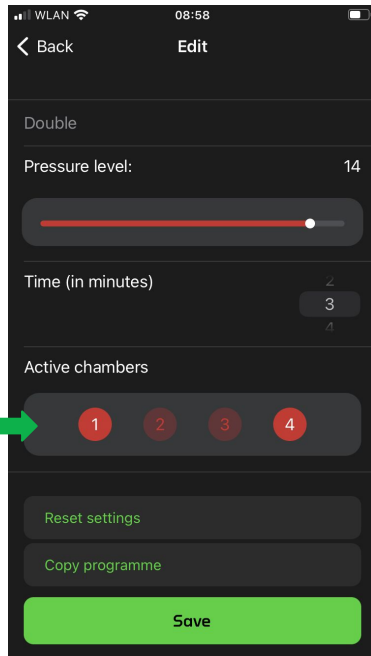 WLAN 08:58
Back Edit
Double
Pressure level: 14
2
Time (in minutes) 3
4
Active chambers
1 2 3 4
Reset settings
Copy programme
Save